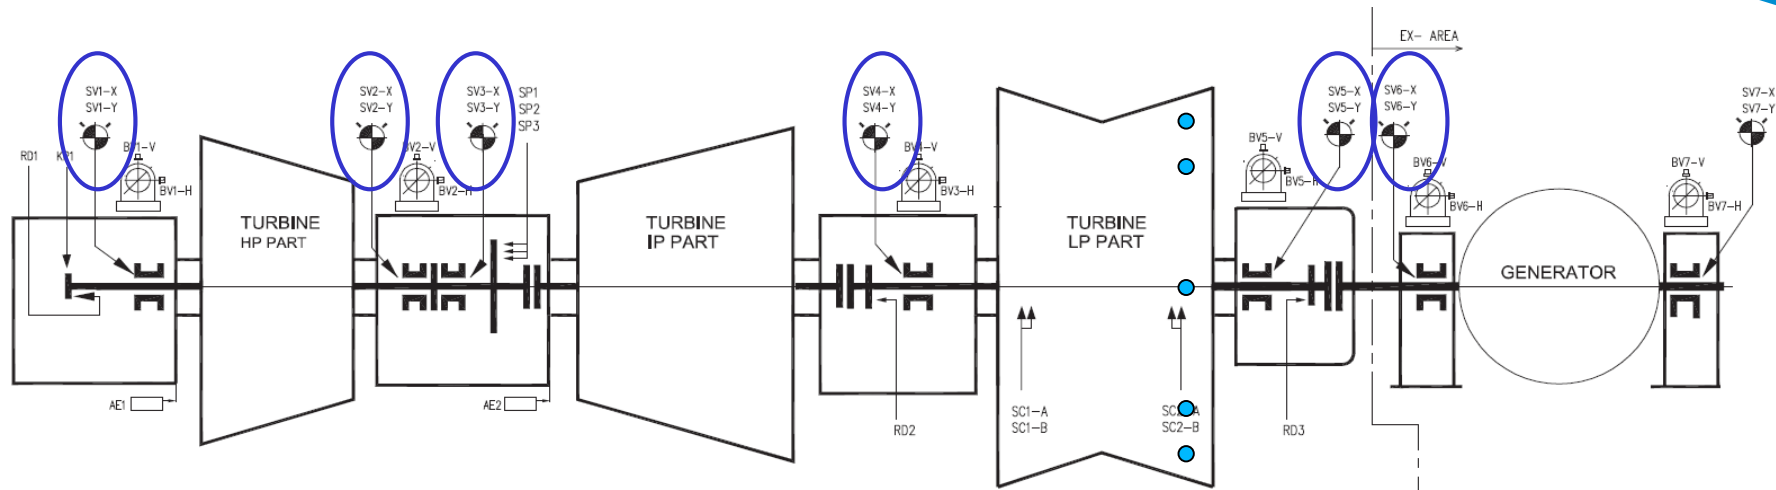 EX- AREA
SV1-X
SV1-Y
SV2-X
SV2-Y
SV3-X
SV3-Y
SP1
SP2
SP3
SV4-X
SV4-Y
SV5-X
SV5-Y
SV6-X
SV6-Y
SV7-X
SV7-Y
RD1
BV1-V
BV1-H
BV2-V
BV2-H
BV4-V
BV3-H
BV5-V
BV5-H
BV6-V
BV6-H
BV7-V
BV7-H
TURBINE
HP PART
TURBINE
IP PART
TURBINE
LP PART
GENERATOR
AE1
AE2
RD2
SC1-A
SC1-B
SC2-B
RD3